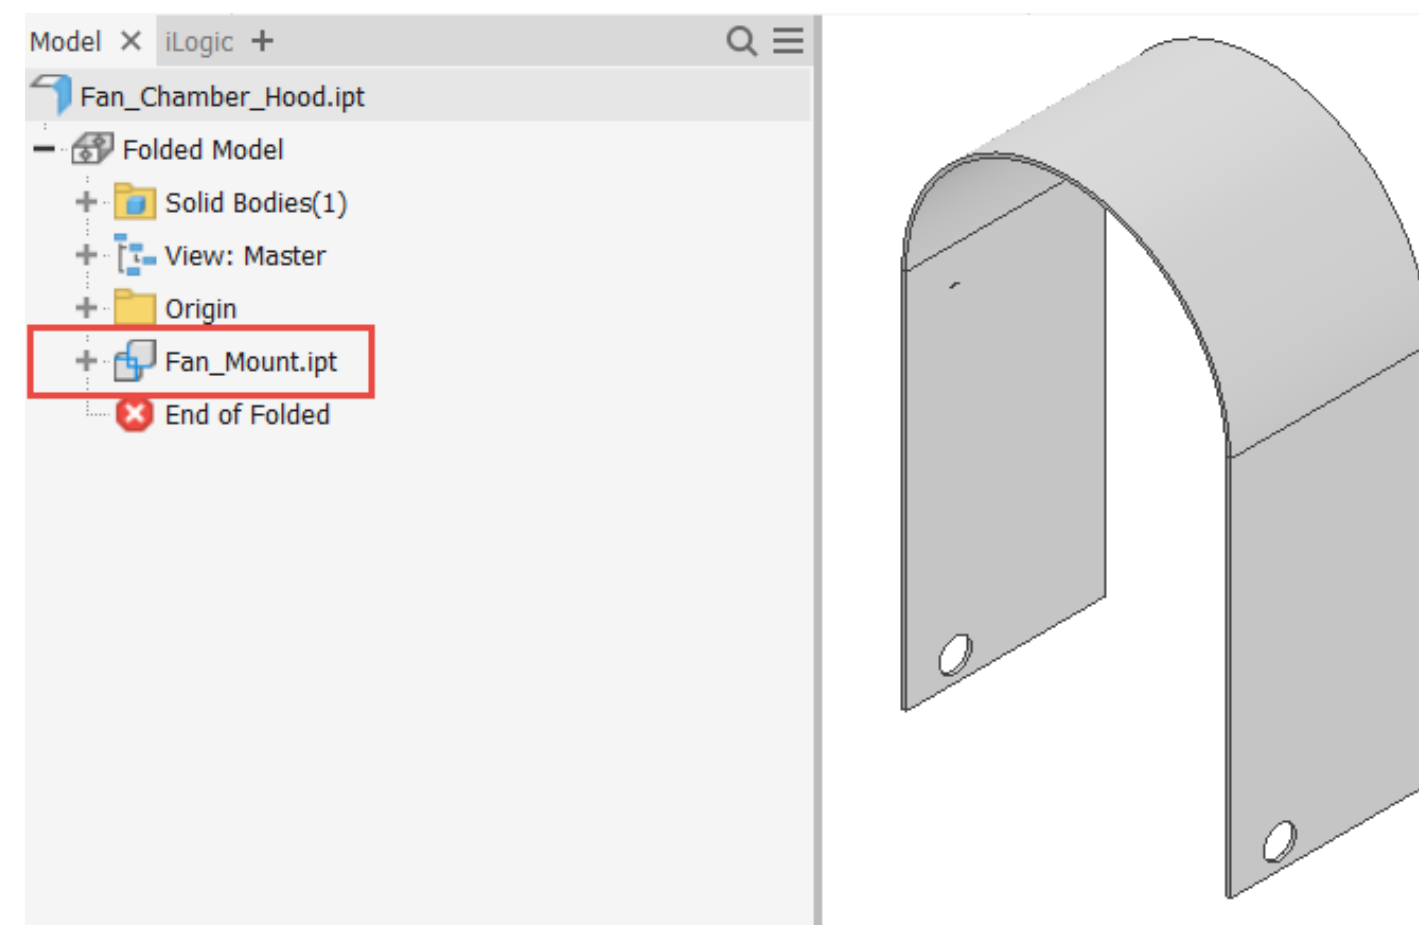 Model iLogic
Fan_Chamber_Hood.ipt
Folded Model
Solid Bodies(1)
View: Master
Origin
Fan_Mount.ipt
End of Folded